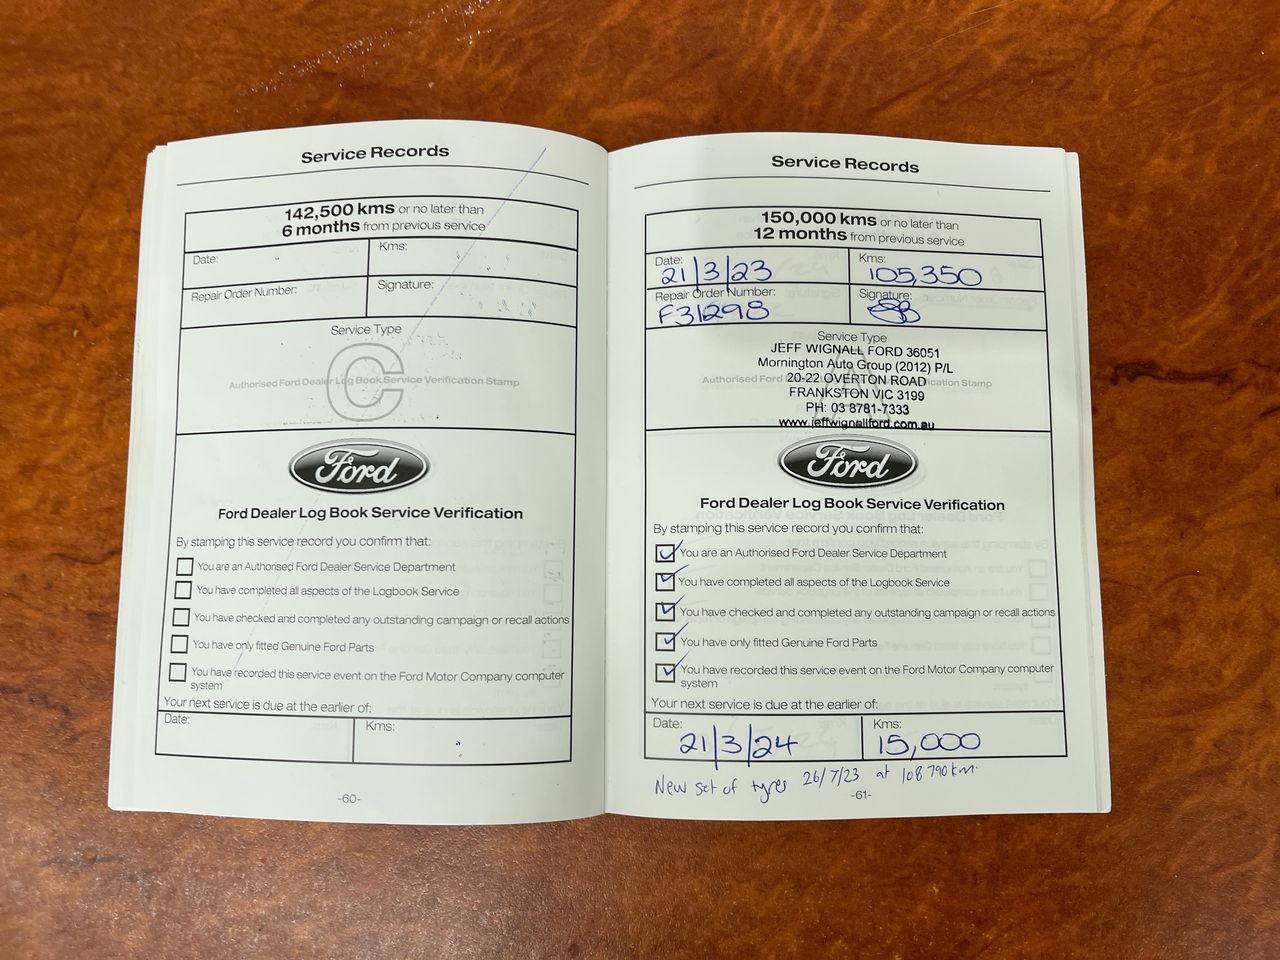 Service Records
142,500 kms or no later than
6 months from previous service
Date:
Kms:
Repair Order Number:
Signature:
Service Type
C
Authorised Ford Dealer Log Book Service Verification Stamp
Ford
Ford Dealer Log Book Service Verification
By stamping this service record you confirm that:
You are an Authorised Ford Dealer Service Department
You have completed all aspects of the Logbook Service
You have checked and completed any outstanding campaign or recall actions
You have only fitted Genuine Ford Parts
You have recorded this service event on the Ford Motor Company computer
system
Your next service is due at the earlier of:
Date:
Kms:
-60-
Service Records
150,000 kms or no later than
12 months from previous service
Date:
21/3/23
Kms:
105,350
Repair Order Number:
F31298
Signature:
Service Type
JEFF WIGNALL FORD 36051
Mornington Auto Group (2012) P/L
Authorised Ford
20-22 OVERTON ROAD
Verification Stamp
FRANKSTON VIC 3199
PH: 03 8781-7333
www.jeffwignallford.com.au
Ford
Ford Dealer Log Book Service Verification
By stamping this service record you confirm that:
You are an Authorised Ford Dealer Service Department
You have completed all aspects of the Logbook Service
You have checked and completed any outstanding campaign or recall actions
You have only fitted Genuine Ford Parts
You have recorded this service event on the Ford Motor Company computer
system
Your next service is due at the earlier of:
Date:
21/3/24
Kms:
15,000
New set of tyres 26/7/23 at 108 790 km.
-61-